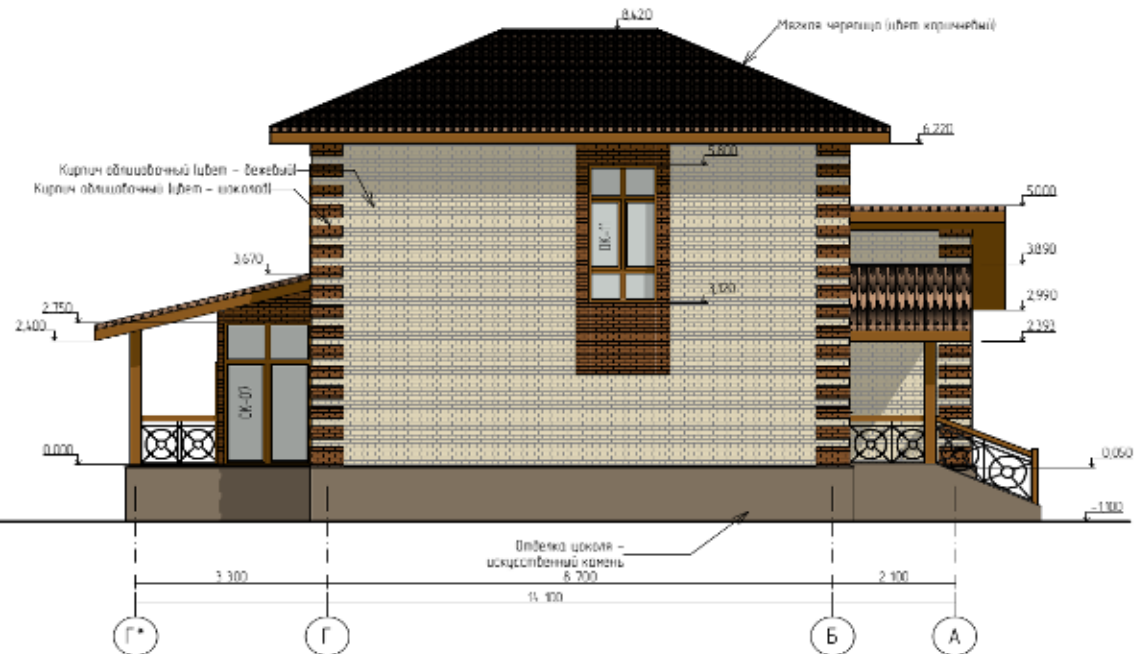 8.420
Мягкая черепица (цвет коричневый)
6.220
5.800
Кирпич облицовочный (цвет – бежевый)
Кирпич облицовочный (цвет – шоколад)
5.000
ОК-11
3.890
3.670
3.120
2.990
2.750
2.400
2.393
ОК-07
0.000
0.050
-1.100
Отделка цоколя –
искусственный камень
3 300
8 700
2 100
14 100
Г*
Г
Б
А